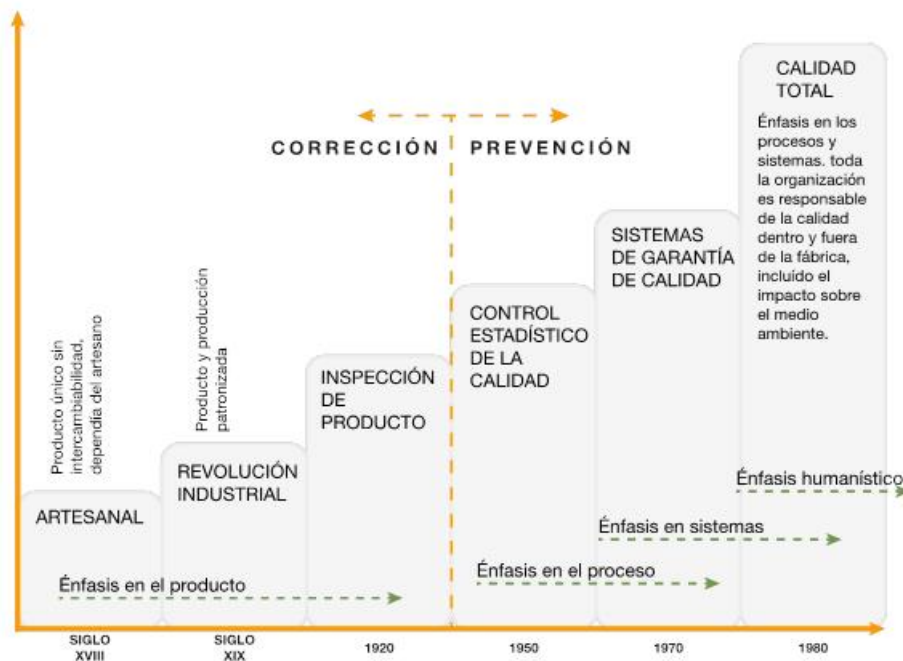 CALIDAD
TOTAL
Énfasis en los
procesos y
sistemas. toda
la organización
es responsable
de la calidad
dentro y fuera
de la fábrica,
incluído el
impacto sobre
el medio
ambiente.
CORRECCIÓN
PREVENCIÓN
SISTEMAS
DE GARANTÍA
DE CALIDAD
CONTROL
ESTADÍSTICO
DE LA
CALIDAD
INSPECCIÓN
DE
PRODUCTO
Producto y producción
patronizada
REVOLUCIÓN
INDUSTRIAL
Producto único sin
intercambiabilidad,
dependía del artesano
ARTESANAL
Énfasis humanístico
Énfasis en sistemas
Énfasis en el proceso
Énfasis en el producto
SIGLO
XVIII
SIGLO
XIX
1920
1950
1970
1980